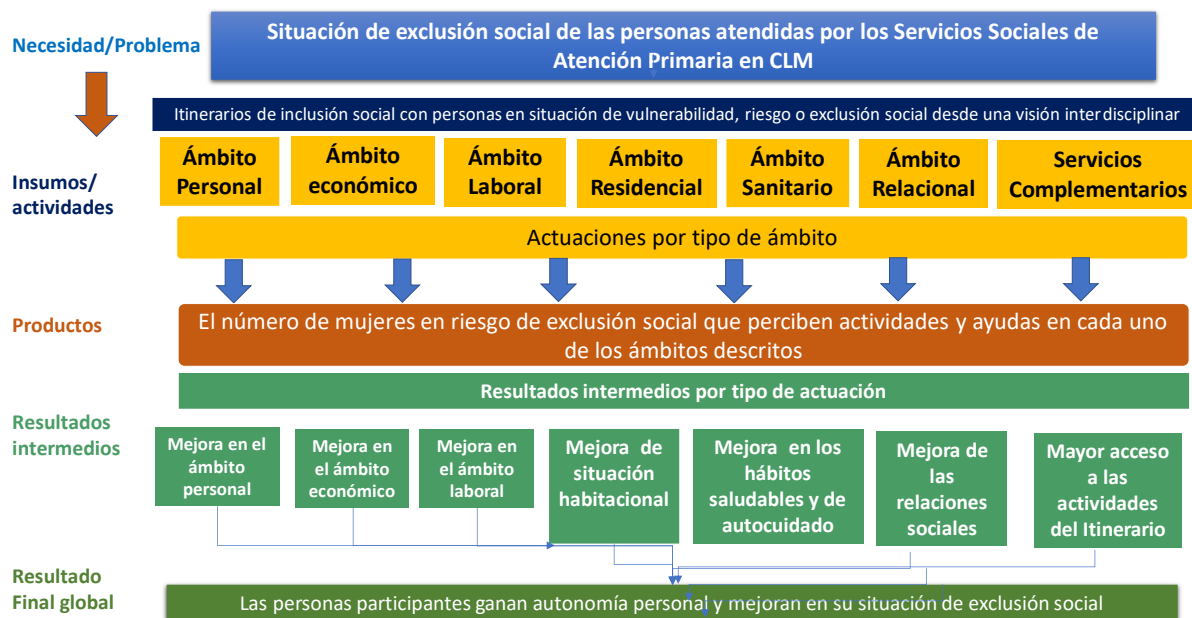 Necesidad/Problema
Situación de exclusión social de las personas atendidas por los Servicios Sociales de
Atención Primaria en CLM
Itinerarios de inclusión social con personas en situación de vulnerabilidad, riesgo o exclusión social desde una visión interdisciplinar
Insumos/
actividades
Ámbito
Personal
Ámbito
económico
Ámbito
Laboral
Ámbito
Residencial
Ámbito
Sanitario
Ámbito
Relacional
Servicios
Complementarios
Actuaciones por tipo de ámbito
Productos
El número de mujeres en riesgo de exclusión social que perciben actividades y ayudas en cada uno
de los ámbitos descritos
Resultados intermedios por tipo de actuación
Resultados
intermedios
Mejora en el
ámbito
personal
Mejora en
el ámbito
económico
Mejora en
el ámbito
laboral
Mejora de
situación
habitacional
Mejora en los
hábitos
saludables y de
autocuidado
Mejora de
las
relaciones
sociales
Mayor acceso
a las
actividades
del Itinerario
Resultado
Final global
Las personas participantes ganan autonomía personal y mejoran en su situación de exclusión social